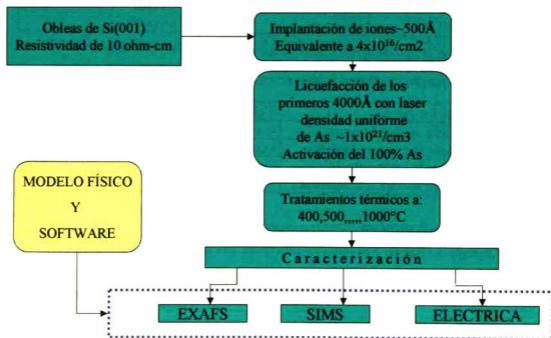 Obleas de Si(001)
Resistividad de 10 ohm-cm
Implantación de iones~500Å
Equivalente a 4x10¹⁶/cm2
Licuefacción de los
primeros 4000Å con laser
densidad uniforme
de As ~1x10²¹/cm3
Activación del 100% As
MODELO FÍSICO
Y
SOFTWARE
Tratamientos térmicos a:
400,500,,,,,1000°C
Caracterización
EXAFS
SIMS
ELECTRICA